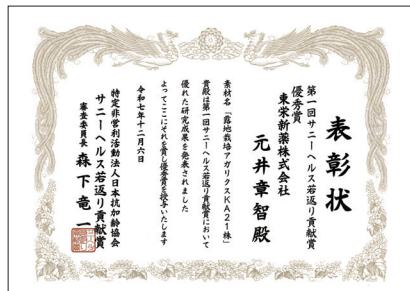 表彰状
第一回サニーヘルス若返り貢献賞
優秀賞
東栄新薬株式会社
元井章智殿
素材名「露地栽培アガリクスKA21株」
貴殿は第一回サニーヘルス若返り貢献賞において
優れた研究成果を発表されました
よってここにそれを賞し優秀賞を授与いたします
令和七年十二月六日
特定非営利活動法人日本抗加齢協会
サニーヘルス若返り貢献賞
審査委員長 森下竜一